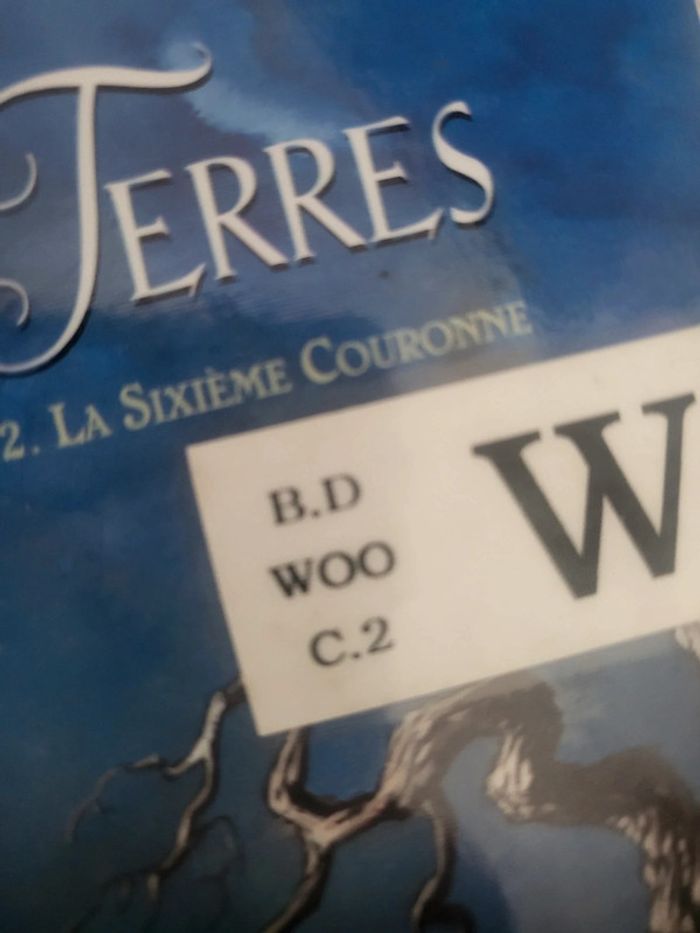 TERRES
2. LA SIXIÈME COURONNE
B.D
WOO
C.2
W